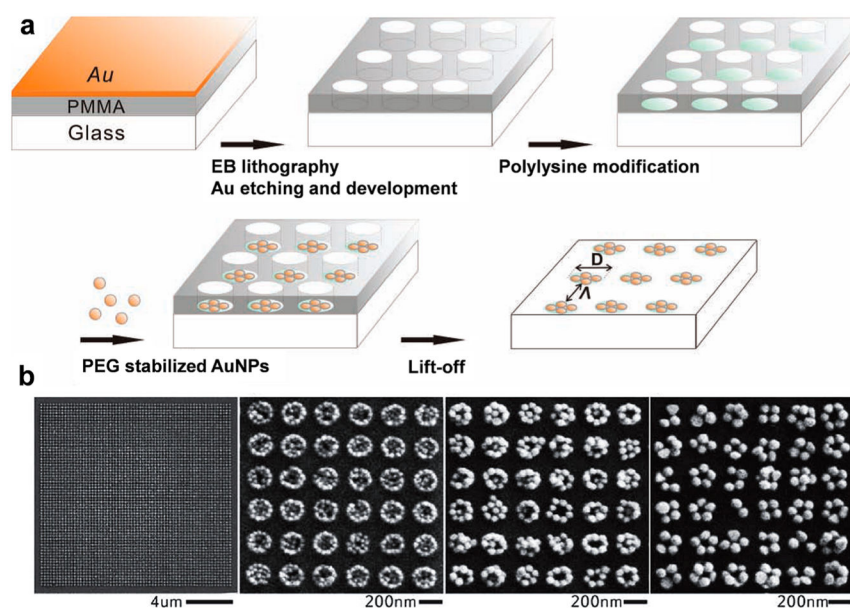 a
Au
PMMA
Glass
EB lithography
Au etching and development
Polylysine modification
D
Λ
PEG stabilized AuNPs
Lift-off
b
4um
200nm
200nm
200nm